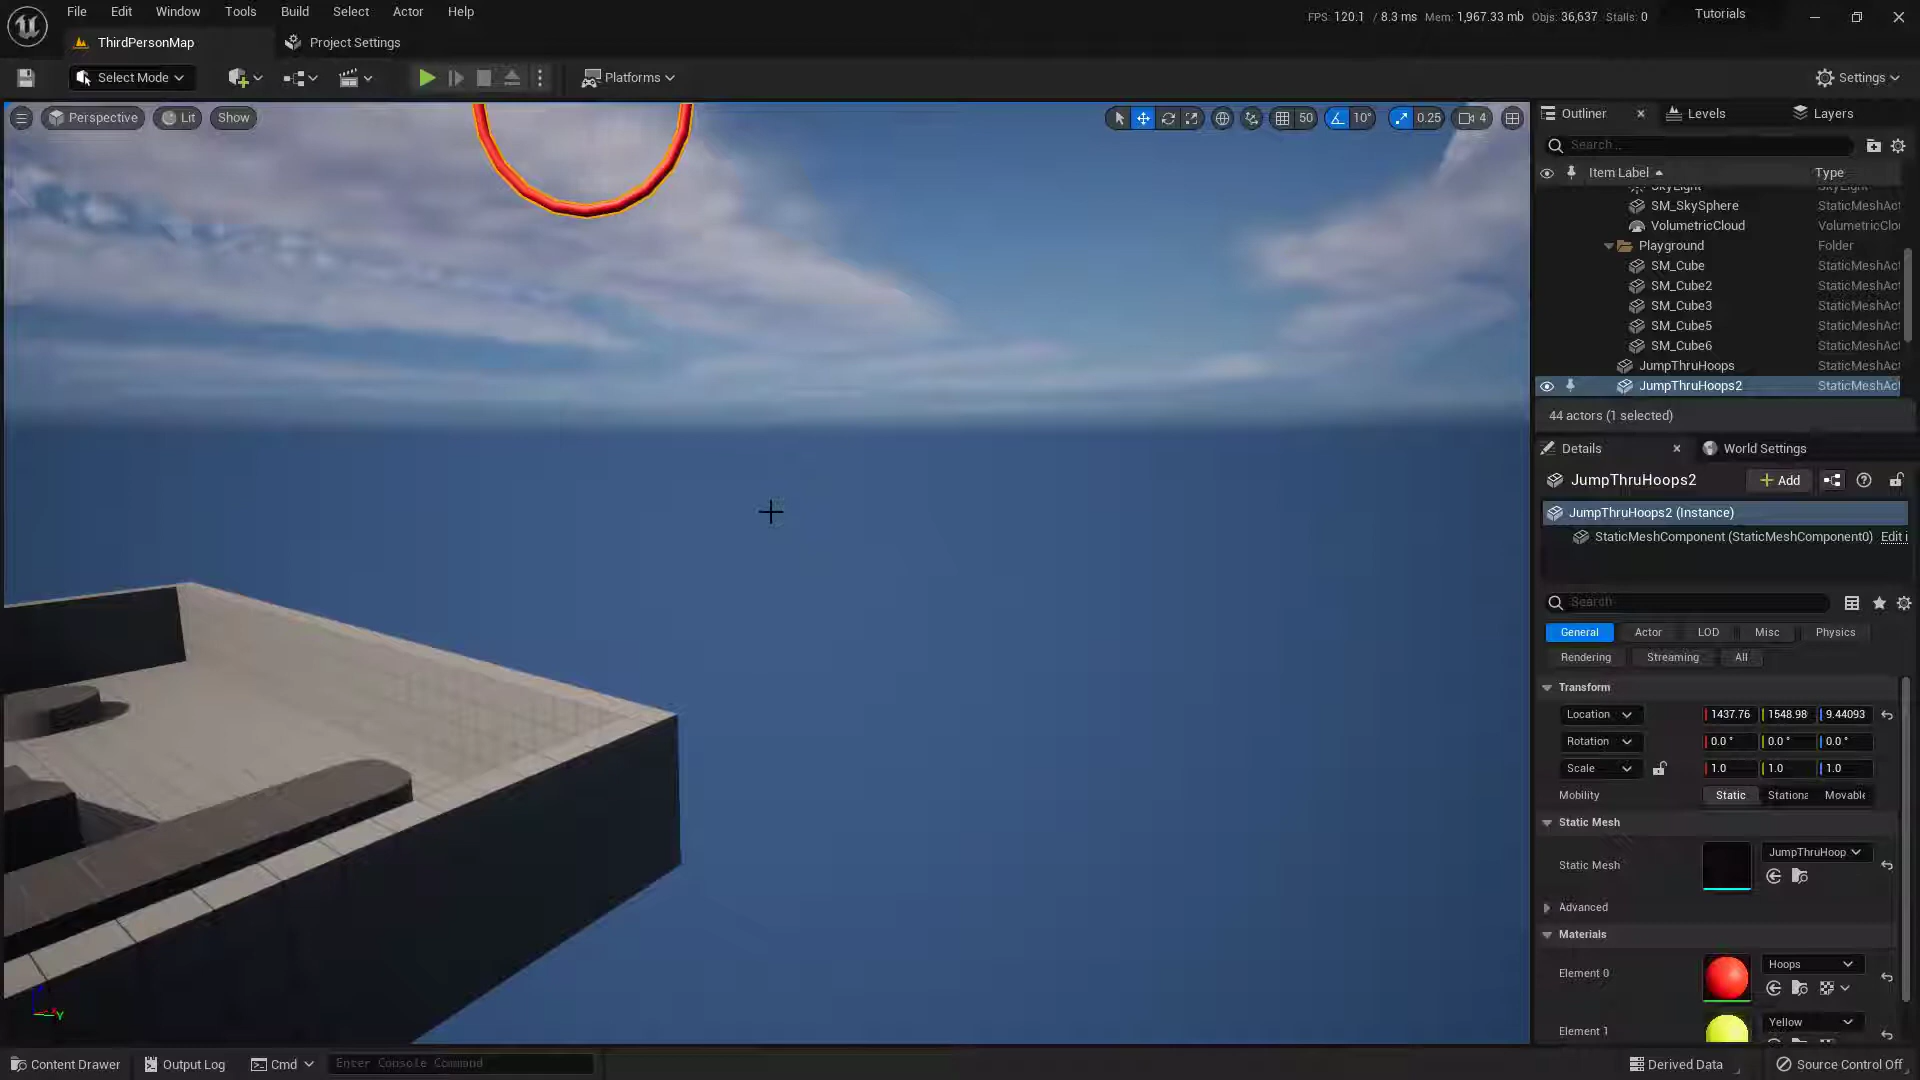 File Edit Window Tools Build Select Actor Help
FPS: 120.1 / 8.3 ms Mem: 1,967.33 mb Objs: 36,637 Stalls: 0
Tutorials
ThirdPersonMap
Project Settings
Select Mode
Platforms
Settings
Perspective Lit Show
50 10° 0.25 4
Outliner Levels Layers
Search...
Item Label Type
SkyLight SkyLight
SM_SkySphere StaticMeshAct
VolumetricCloud VolumetricClou
Playground Folder
SM_Cube StaticMeshAct
SM_Cube2 StaticMeshAct
SM_Cube3 StaticMeshAct
SM_Cube5 StaticMeshAct
SM_Cube6 StaticMeshAct
JumpThruHoops StaticMeshAct
JumpThruHoops2 StaticMeshAct
44 actors (1 selected)
Details World Settings
JumpThruHoops2 Add
JumpThruHoops2 (Instance)
StaticMeshComponent (StaticMeshComponent0) Edit i
Search
General Actor LOD Misc Physics
Rendering Streaming All
Transform
Location 1437.76 1548.98 9.44093
Rotation 0.0 ° 0.0 ° 0.0 °
Scale 1.0 1.0 1.0
Mobility Static Stationa Movable
Static Mesh
Static Mesh JumpThruHoop
Advanced
Materials
Element 0 Hoops
Element 1 Yellow
Y
Content Drawer Output Log Cmd Enter Console Command
Derived Data Source Control Off